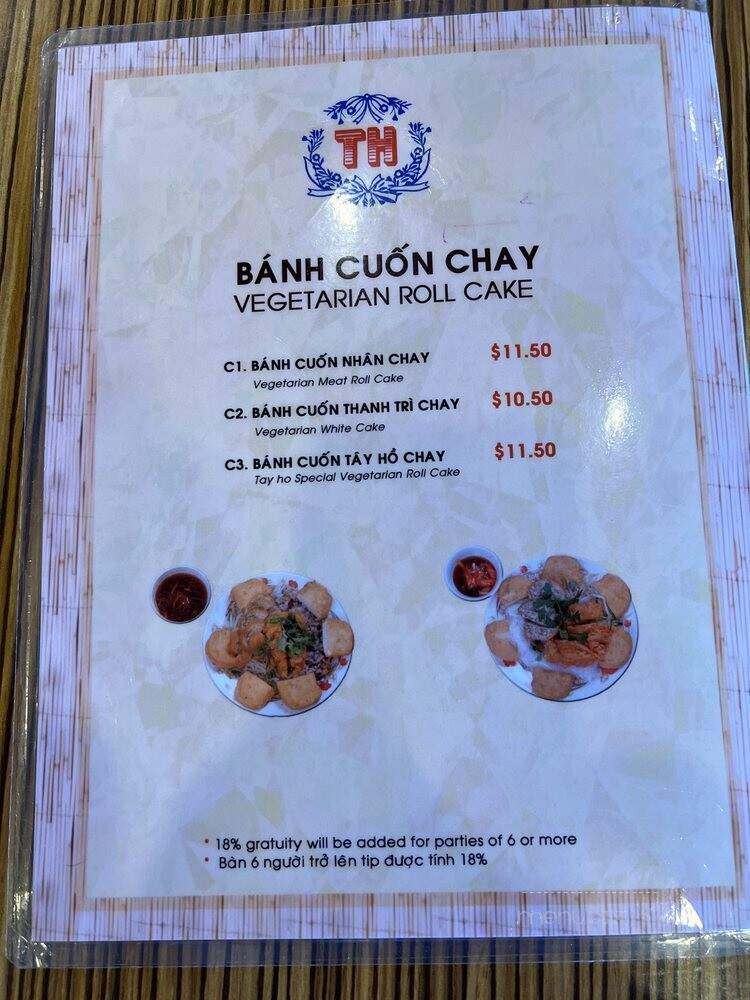 TH
BÁNH CUỐN CHAY
VEGETARIAN ROLL CAKE
C1. BÁNH CUỐN NHÂN CHAY $11.50
Vegetarian Meat Roll Cake
C2. BÁNH CUỐN THANH TRÌ CHAY $10.50
Vegetarian White Cake
C3. BÁNH CUỐN TÂY HỒ CHAY $11.50
Tay ho Special Vegetarian Roll Cake
* 18% gratuity will be added for parties of 6 or more
* Bàn 6 người trở lên tip được tính 18%